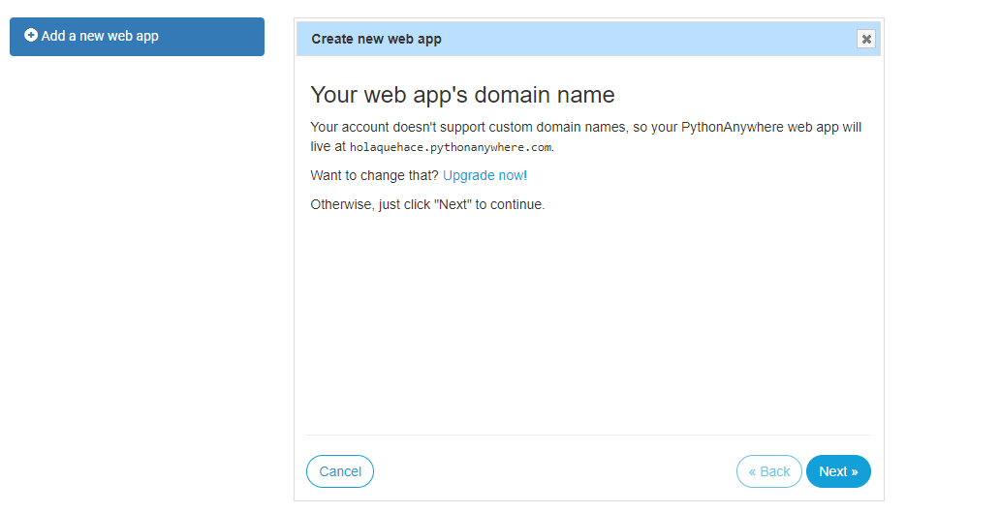 Add a new web app
Create new web app
Your web app's domain name
Your account doesn't support custom domain names, so your PythonAnywhere web app will
live at holaquehace.pythonanywhere.com.
Want to change that? Upgrade now!
Otherwise, just click "Next" to continue.
Cancel
« Back
Next »